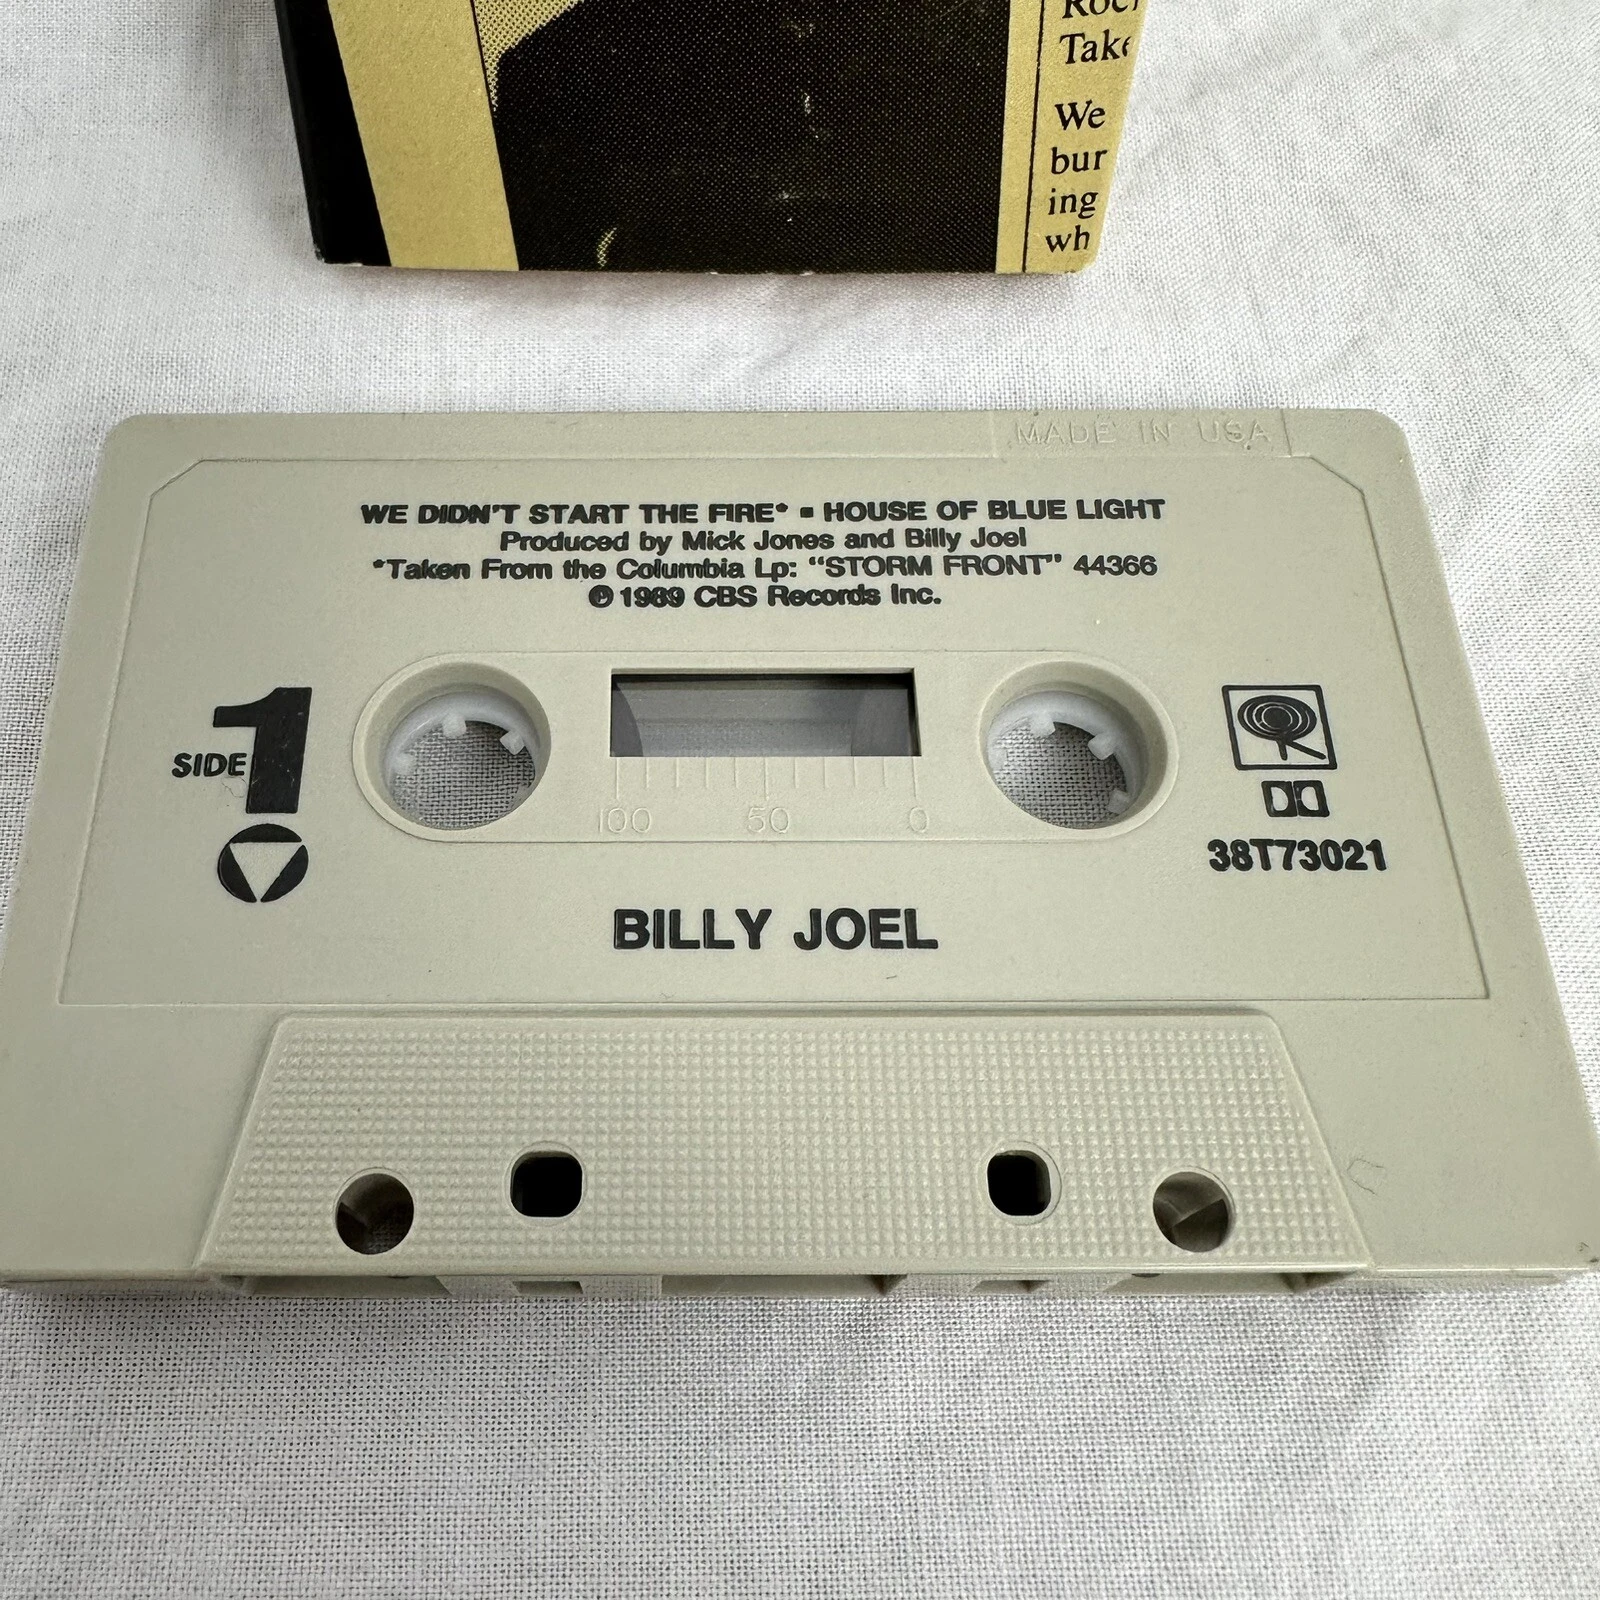 Take
We
bur
ing
wh
MADE IN USA
WE DIDN'T START THE FIRE* ▪ HOUSE OF BLUE LIGHT
Produced by Mick Jones and Billy Joel
*Taken From the Columbia Lp: "STORM FRONT" 44366
℗ 1989 CBS Records Inc.
SIDE 1
100 50 0
38T73021
BILLY JOEL